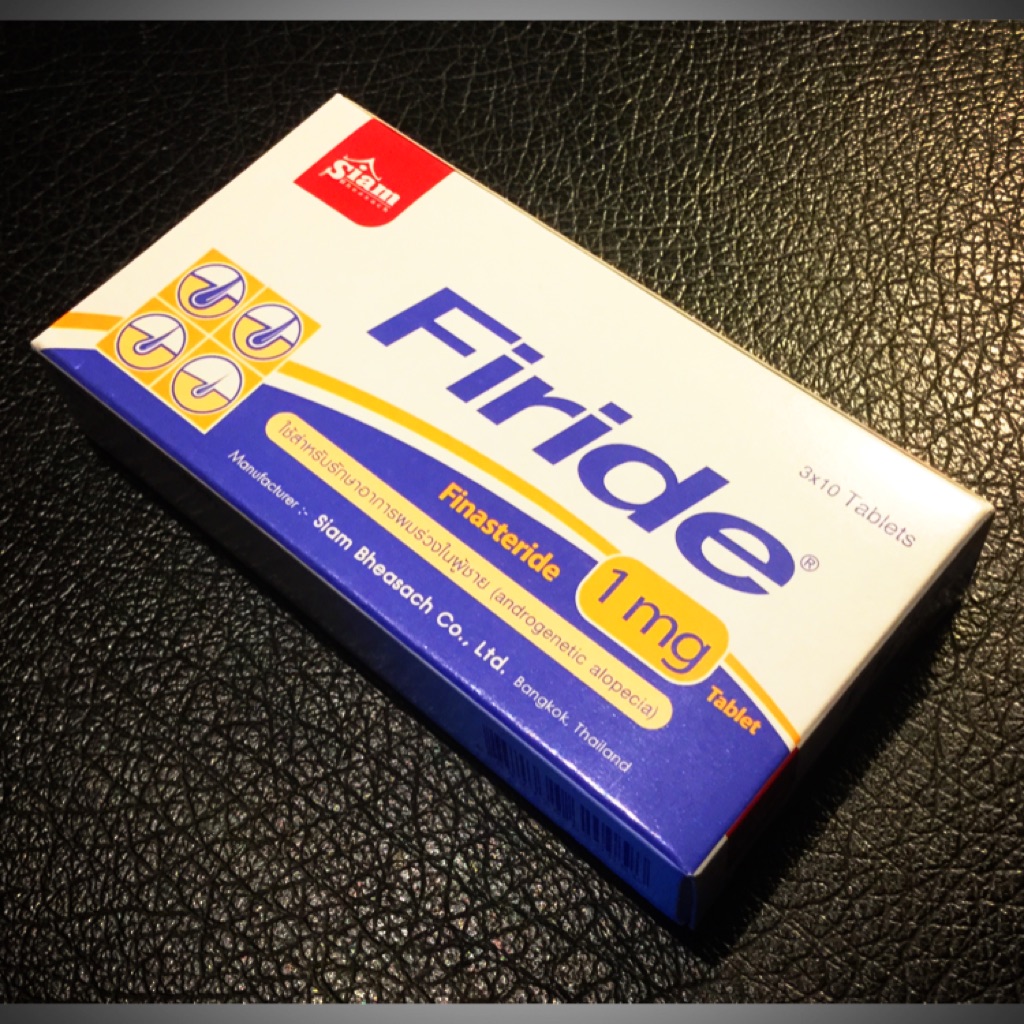 Siam
Bheasach
Firide®
3x10 Tablets
Finasteride
1 mg
Tablet
ใช้สำหรับรักษาอาการผมร่วงในผู้ชาย (androgenetic alopecia)
Manufacturer :- Siam Bheasach Co., Ltd. Bangkok, Thailand